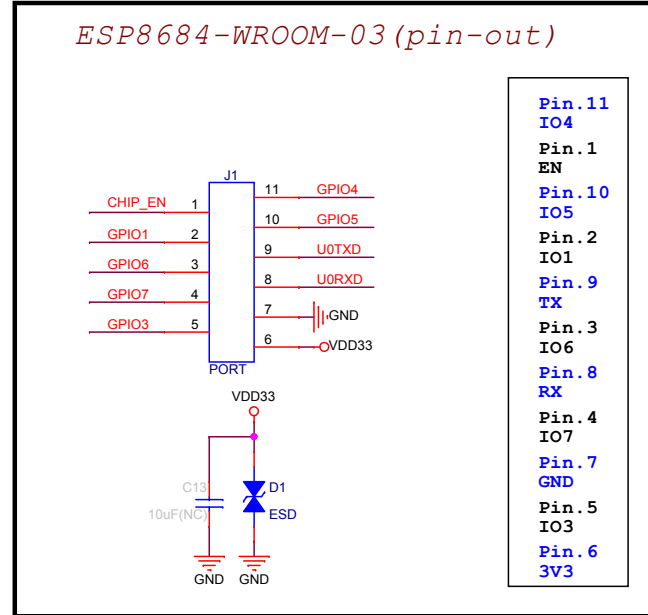 ESP8684-WROOM-03(pin-out)
J1
CHIP_EN 1
GPIO1 2
GPIO6 3
GPIO7 4
GPIO3 5
11 GPIO4
10 GPIO5
9 U0TXD
8 U0RXD
7 GND
6 VDD33
PORT
VDD33
C13
10uF(NC)
D1
ESD
GND
GND
Pin.11
IO4
Pin.1
EN
Pin.10
IO5
Pin.2
IO1
Pin.9
TX
Pin.3
IO6
Pin.8
RX
Pin.4
IO7
Pin.7
GND
Pin.5
IO3
Pin.6
3V3